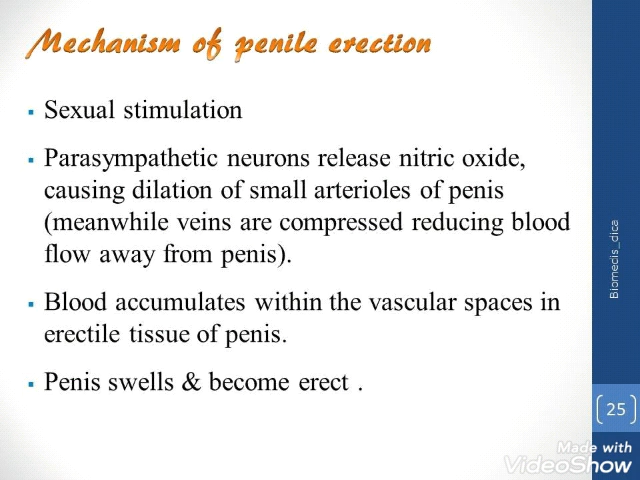 Mechanism of penile erection
▪ Sexual stimulation
▪ Parasympathetic neurons release nitric oxide,
causing dilation of small arterioles of penis
(meanwhile veins are compressed reducing blood
flow away from penis).
▪ Blood accumulates within the vascular spaces in
erectile tissue of penis.
▪ Penis swells & become erect .
Biomecis_dica
25
Made with
VideoShow